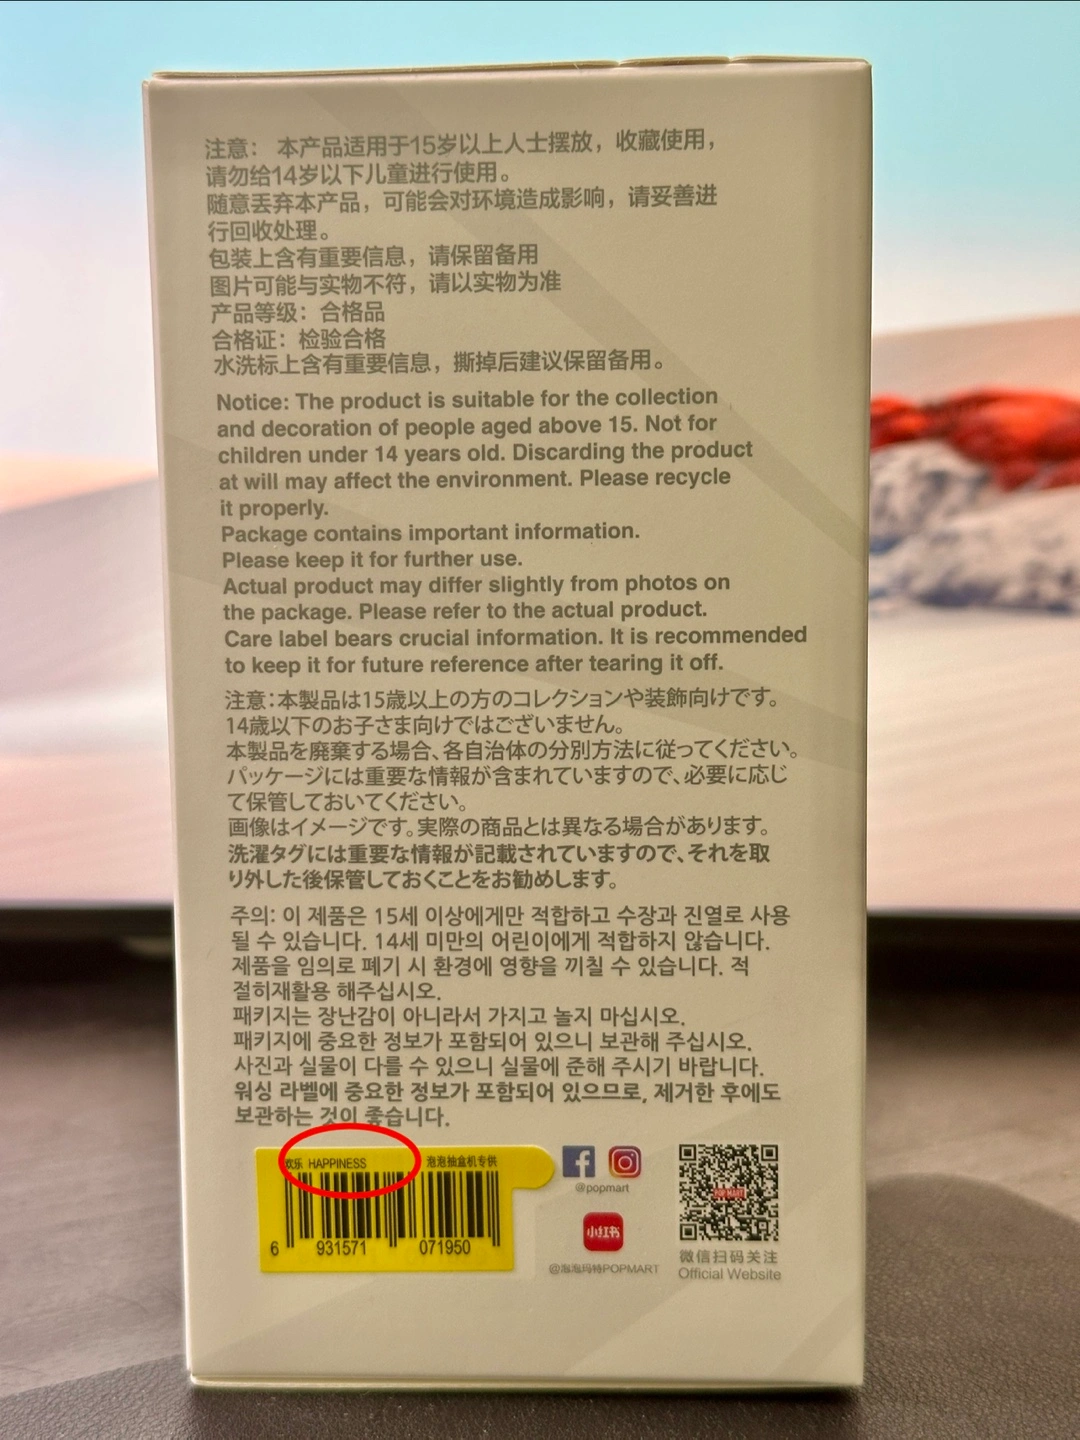 注意： 本产品适用于15岁以上人士摆放，收藏使用，
请勿给14岁以下儿童进行使用。
随意丢弃本产品，可能会对环境造成影响，请妥善进
行回收处理。
包装上含有重要信息，请保留备用
图片可能与实物不符，请以实物为准
产品等级：合格品
合格证：检验合格
水洗标上含有重要信息，撕掉后建议保留备用。
Notice: The product is suitable for the collection
and decoration of people aged above 15. Not for
children under 14 years old. Discarding the product
at will may affect the environment. Please recycle
it properly.
Package contains important information.
Please keep it for further use.
Actual product may differ slightly from photos on
the package. Please refer to the actual product.
Care label bears crucial information. It is recommended
to keep it for future reference after tearing it off.
注意：本製品は15歳以上の方のコレクションや装飾向けです。
14歳以下のお子さま向けではございません。
本製品を廃棄する場合、各自治体の分別方法に従ってください。
パッケージには重要な情報が含まれていますので、必要に応じ
て保管しておいてください。
画像はイメージです。実際の商品とは異なる場合があります。
洗濯タグには重要な情報が記載されていますので、それを取
り外した後保管しておくことをお勧めします。
주의: 이 제품은 15세 이상에게만 적합하고 수장과 진열로 사용
될 수 있습니다. 14세 미만의 어린이에게 적합하지 않습니다.
제품을 임의로 폐기 시 환경에 영향을 끼칠 수 있습니다. 적
절히재활용 해주십시오.
패키지는 장난감이 아니라서 가지고 놀지 마십시오.
패키지에 중요한 정보가 포함되어 있으니 보관해 주십시오.
사진과 실물이 다를 수 있으니 실물에 준해 주시기 바랍니다.
워싱 라벨에 중요한 정보가 포함되어 있으므로, 제거한 후에도
보관하는 것이 좋습니다.
欢乐 HAPPINESS 泡泡抽盒机专供
6 931571 071950
@popmart
小红书
@泡泡玛特POPMART
POP MART
微信扫码关注
Official Website